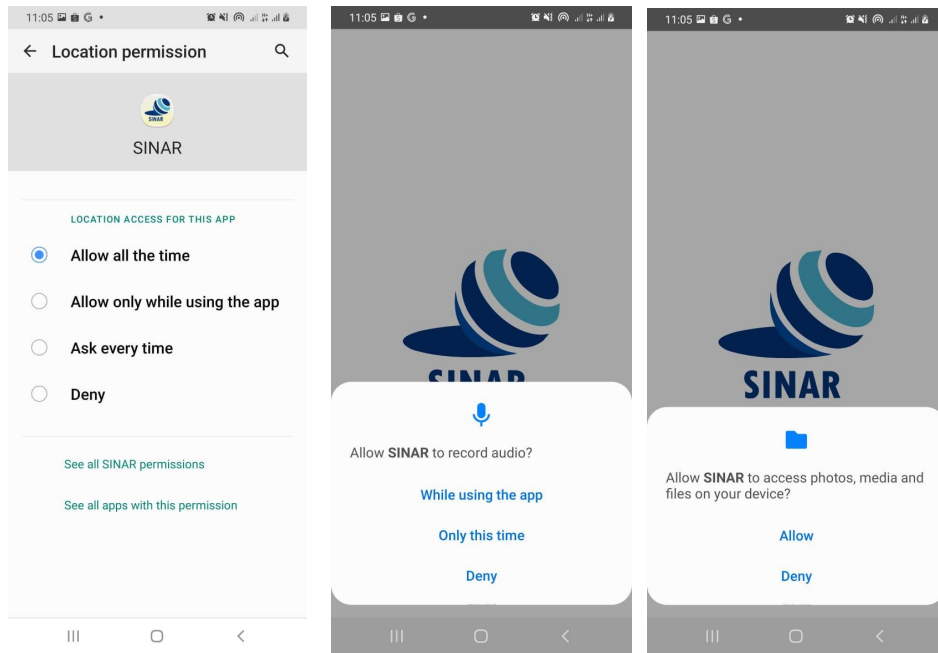 11:05 G •
Location permission
SINAR
SINAR
LOCATION ACCESS FOR THIS APP
Allow all the time
Allow only while using the app
Ask every time
Deny
See all SINAR permissions
See all apps with this permission
11:05 G •
SINAR
Allow SINAR to record audio?
While using the app
Only this time
Deny
11:05 G •
SINAR
Allow SINAR to access photos, media and
files on your device?
Allow
Deny